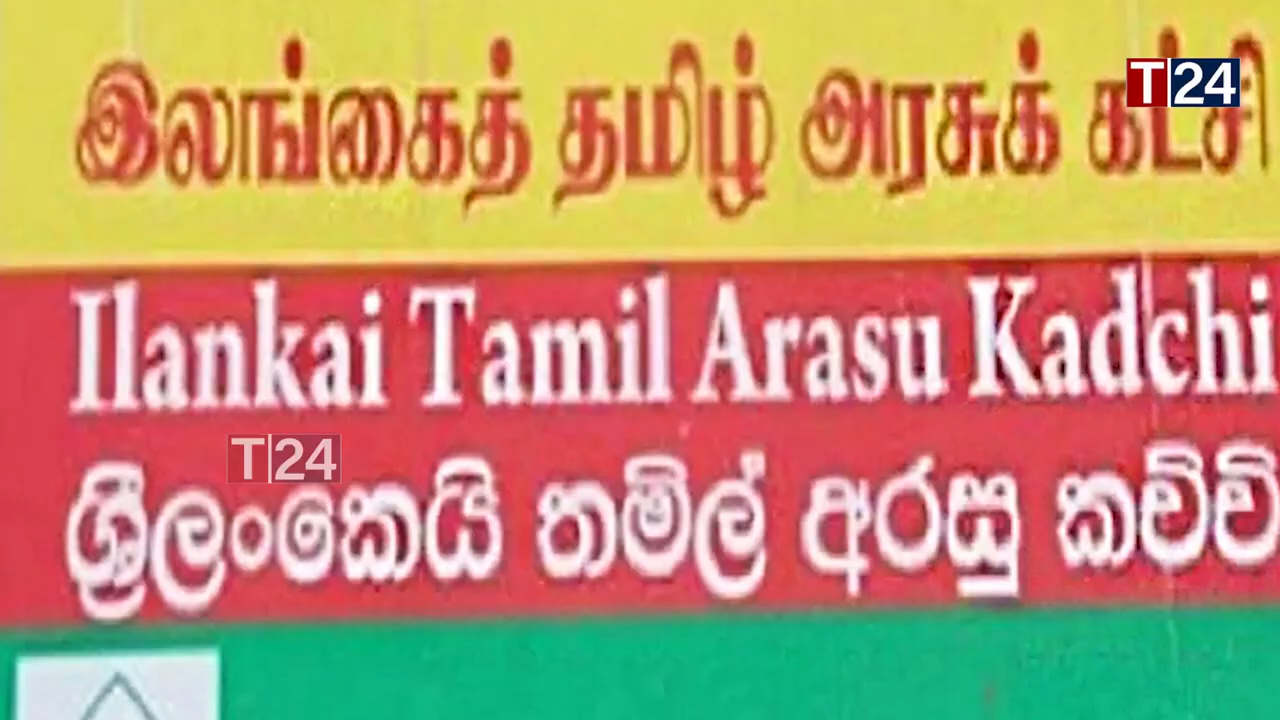 T24
இலங்கைத் தமிழ் அரசுக் கட்சி
Ilankai Tamil Arasu Kadchi
T24
ශ්‍රීලංකෙයි තමිල් අරසු කච්චි